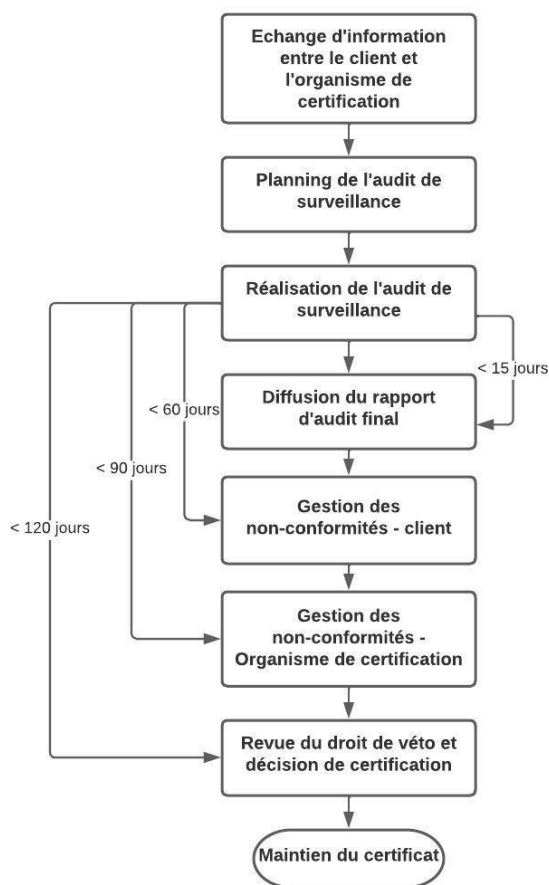 Echange d'information
entre le client et
l'organisme de
certification
Planning de l'audit de
surveillance
Réalisation de l'audit de
surveillance
< 15 jours
Diffusion du rapport
d'audit final
< 60 jours
< 90 jours
Gestion des
non-conformités - client
< 120 jours
Gestion des
non-conformités -
Organisme de certification
Revue du droit de véto et
décision de certification
Maintien du certificat